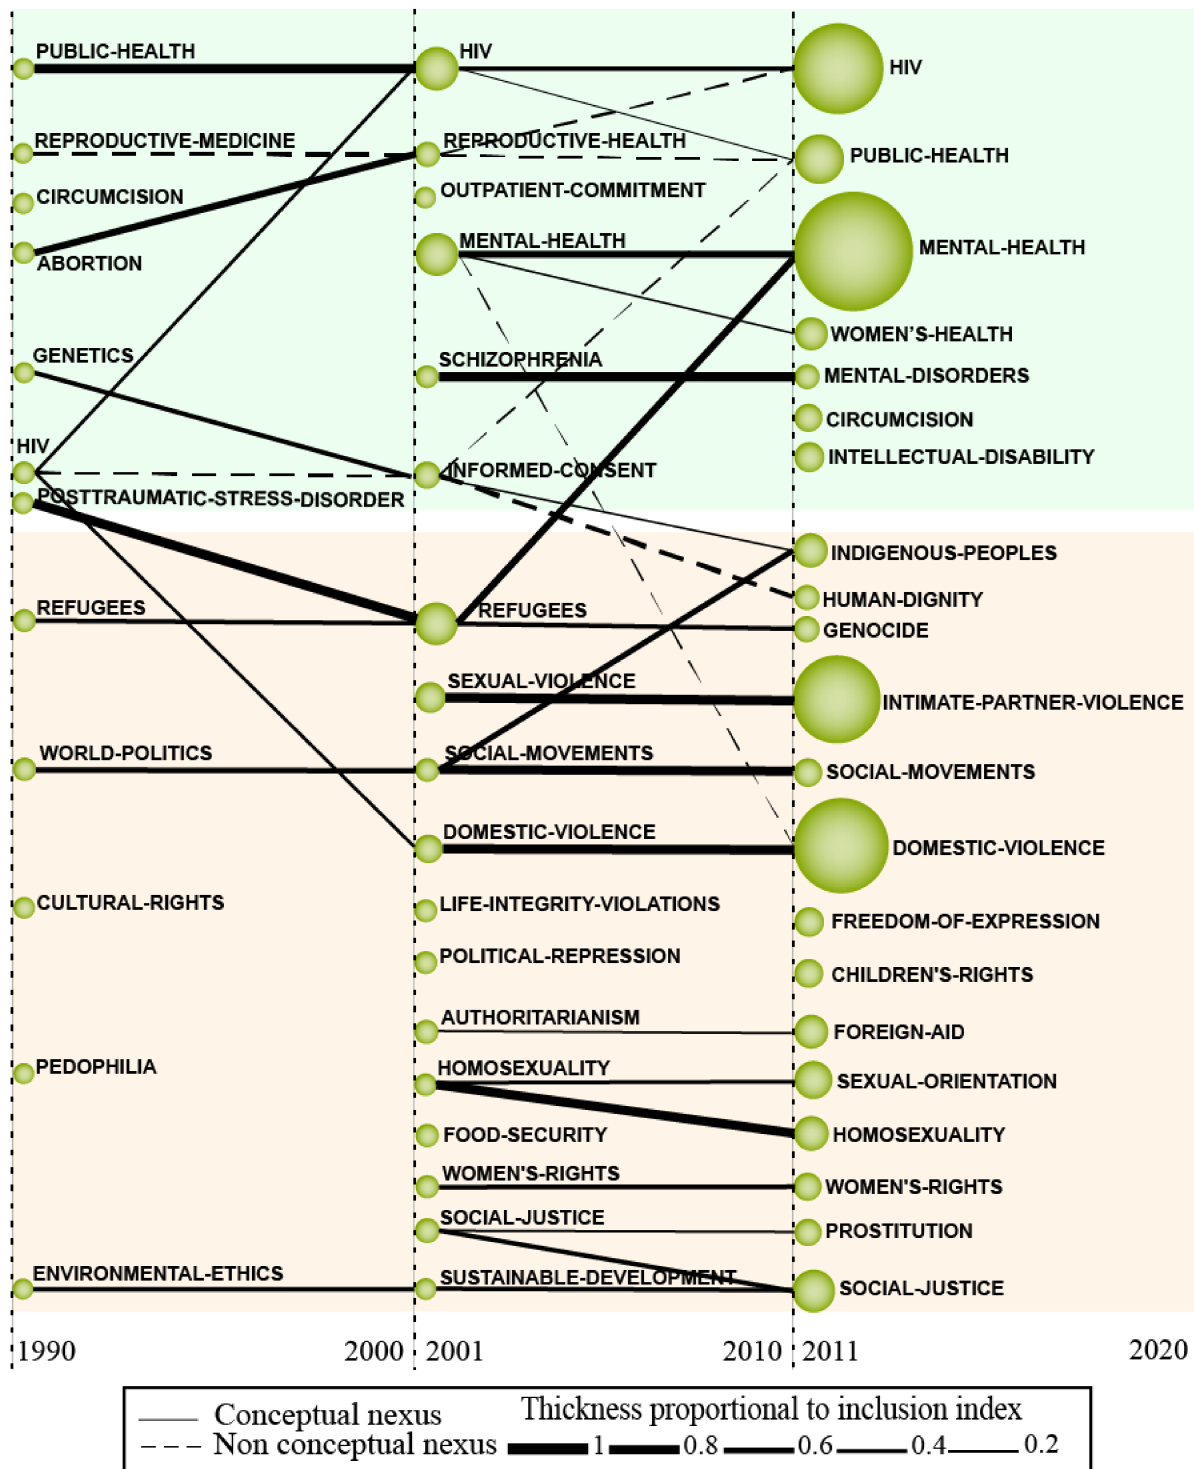 PUBLIC-HEALTH
REPRODUCTIVE-MEDICINE
CIRCUMCISION
ABORTION
GENETICS
HIV
POSTTRAUMATIC-STRESS-DISORDER
REFUGEES
WORLD-POLITICS
CULTURAL-RIGHTS
PEDOPHILIA
ENVIRONMENTAL-ETHICS
HIV
REPRODUCTIVE-HEALTH
OUTPATIENT-COMMITMENT
MENTAL-HEALTH
SCHIZOPHRENIA
INFORMED-CONSENT
REFUGEES
SEXUAL-VIOLENCE
SOCIAL-MOVEMENTS
DOMESTIC-VIOLENCE
LIFE-INTEGRITY-VIOLATIONS
POLITICAL-REPRESSION
AUTHORITARIANISM
HOMOSEXUALITY
FOOD-SECURITY
WOMEN'S-RIGHTS
SOCIAL-JUSTICE
SUSTAINABLE-DEVELOPMENT
HIV
PUBLIC-HEALTH
MENTAL-HEALTH
WOMEN’S-HEALTH
MENTAL-DISORDERS
CIRCUMCISION
INTELLECTUAL-DISABILITY
INDIGENOUS-PEOPLES
HUMAN-DIGNITY
GENOCIDE
INTIMATE-PARTNER-VIOLENCE
SOCIAL-MOVEMENTS
DOMESTIC-VIOLENCE
FREEDOM-OF-EXPRESSION
CHILDREN'S-RIGHTS
FOREIGN-AID
SEXUAL-ORIENTATION
HOMOSEXUALITY
WOMEN'S-RIGHTS
PROSTITUTION
SOCIAL-JUSTICE
1990 2000 2001 2010 2011 2020
Conceptual nexus Thickness proportional to inclusion index
Non conceptual nexus 1 0.8 0.6 0.4 0.2